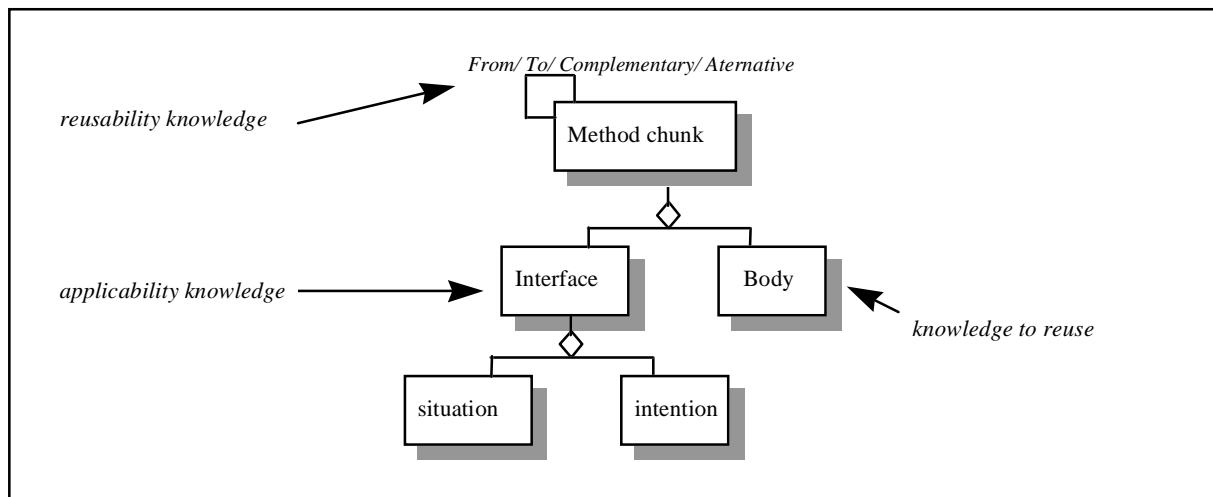 From/ To/ Complementary/ Aternative
reusability knowledge
Method chunk
applicability knowledge
Interface
Body
knowledge to reuse
situation
intention